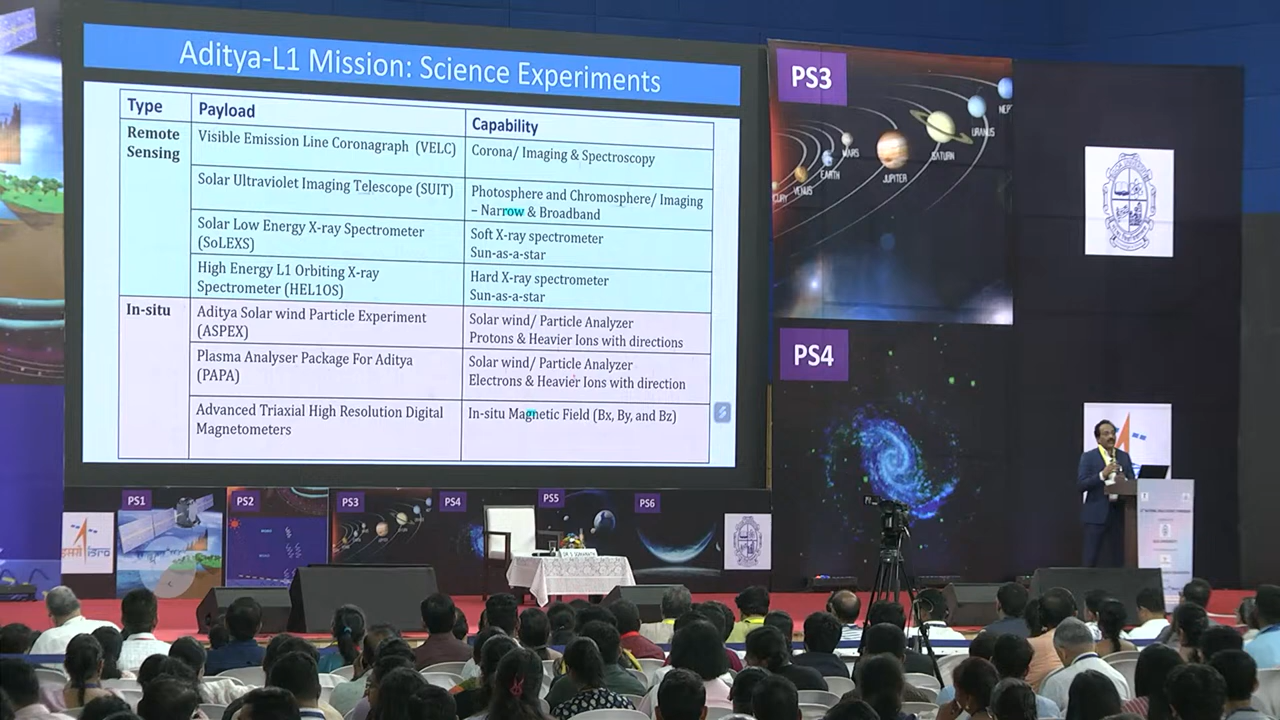 Aditya-L1 Mission: Science Experiments
Type
Payload
Capability
Remote
Sensing
Visible Emission Line Coronagraph (VELC)
Corona/ Imaging & Spectroscopy
Solar Ultraviolet Imaging Telescope (SUIT)
Photosphere and Chromosphere/ Imaging
– Narrow & Broadband
Solar Low Energy X-ray Spectrometer
(SoLEXS)
Soft X-ray spectrometer
Sun-as-a-star
High Energy L1 Orbiting X-ray
Spectrometer (HEL1OS)
Hard X-ray spectrometer
Sun-as-a-star
In-situ
Aditya Solar wind Particle Experiment
(ASPEX)
Solar wind/ Particle Analyzer
Protons & Heavier Ions with directions
Plasma Analyser Package For Aditya
(PAPA)
Solar wind/ Particle Analyzer
Electrons & Heavier Ions with direction
Advanced Triaxial High Resolution Digital
Magnetometers
In-situ Magnetic Field (Bx, By, and Bz)
PS3
VENUS
EARTH
MARS
JUPITER
SATURN
URANUS
PS4
PS1
PS2
PS3
PS4
PS5
PS6
इसरो isro